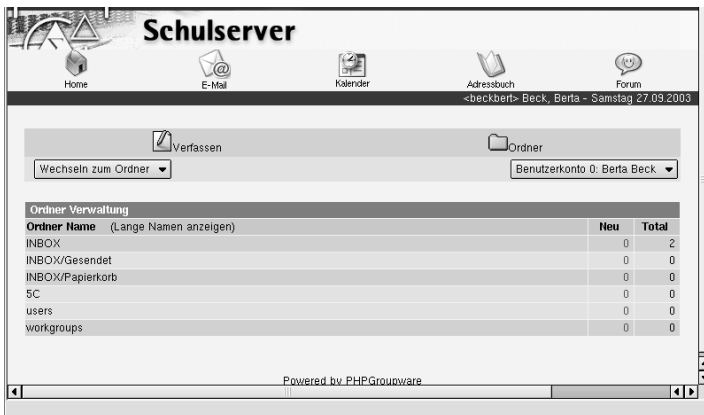 Schulserver
Home E-Mail Kalender Adressbuch Forum
<beckbert> Beck, Berta - Samstag 27.09.2003
Verfassen Ordner
Wechseln zum Ordner Benutzerkonto 0: Berta Beck
Ordner Verwaltung
Ordner Name (Lange Namen anzeigen) Neu Total
INBOX 0 2
INBOX/Gesendet 0 0
INBOX/Papierkorb 0 0
5C 0 0
users 0 0
workgroups 0 0
Powered by PHPGroupware